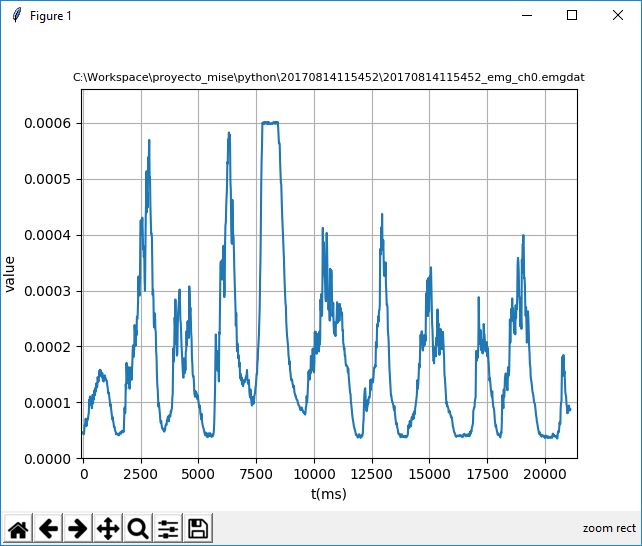 Figure 1
C:\Workspace\proyecto_mise\python\20170814115452\20170814115452_emg_ch0.emgdat
0.0006
0.0005
0.0004
0.0003
0.0002
0.0001
0.0000
value
0 2500 5000 7500 10000 12500 15000 17500 20000
t(ms)
zoom rect